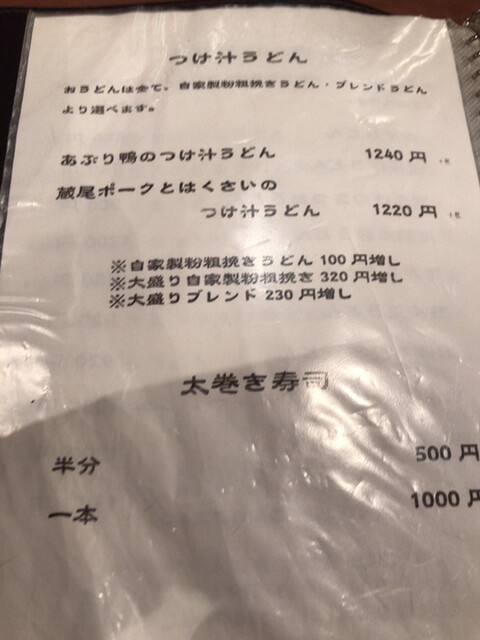 つけ汁うどん
おうどんは全て、自家製粉粗挽きうどん・ブレンドうどん
より選べます。
あぶり鴨のつけ汁うどん 1240 円
蔵尾ポークとはくさいの
つけ汁うどん 1220 円
※自家製粉粗挽きうどん 100 円増し
※大盛り自家製粉粗挽き 320 円増し
※大盛りブレンド 230 円増し
太巻き寿司
半分 500 円
一本 1000 円